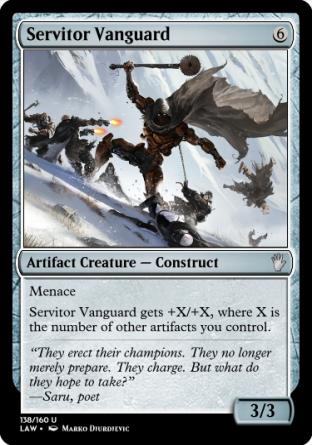 Servitor Vanguard 6
Artifact Creature — Construct
Menace
Servitor Vanguard gets +X/+X, where X is
the number of other artifacts you control.
“They erect their champions. They no longer
merely prepare. They charge. But what do
they hope to take?”
—Saru, poet
3/3
138/160 U
LAW • Marko Djurdjevic